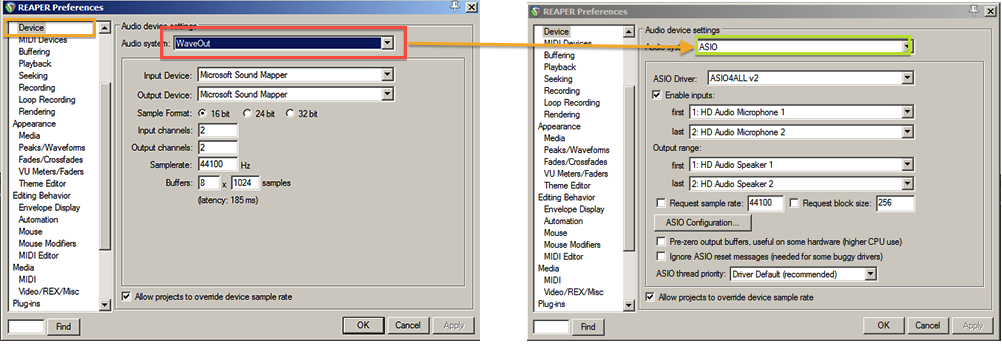 REAPER Preferences
Device
MIDI Devices
Buffering
Playback
Seeking
Recording
Loop Recording
Rendering
Appearance
Media
Peaks/Waveforms
Fades/Crossfades
VU Meters/Faders
Theme Editor
Editing Behavior
Envelope Display
Automation
Mouse
Mouse Modifiers
MIDI Editor
Media
MIDI
Video/REX/Misc
Plug-ins
Find
Audio device settings
Audio system: WaveOut
Input Device: Microsoft Sound Mapper
Output Device: Microsoft Sound Mapper
Sample Format: 16 bit 24 bit 32 bit
Input channels: 2
Output channels: 2
Samplerate: 44100 Hz
Buffers: 8 x 1024 samples
(latency: 185 ms)
Allow projects to override device sample rate
OK Cancel Apply
REAPER Preferences
Device
MIDI Devices
Buffering
Playback
Seeking
Recording
Loop Recording
Rendering
Appearance
Media
Peaks/Waveforms
Fades/Crossfades
VU Meters/Faders
Theme Editor
Editing Behavior
Envelope Display
Automation
Mouse
Mouse Modifiers
MIDI Editor
Media
MIDI
Video/REX/Misc
Plug-ins
Find
Audio device settings
ASIO
ASIO Driver: ASIO4ALL v2
Enable inputs:
first 1: HD Audio Microphone 1
last 2: HD Audio Microphone 2
Output range:
first 1: HD Audio Speaker 1
last 2: HD Audio Speaker 2
Request sample rate: 44100 Request block size: 256
ASIO Configuration...
Pre-zero output buffers, useful on some hardware (higher CPU use)
Ignore ASIO reset messages (needed for some buggy drivers)
ASIO thread priority: Driver Default (recommended)
Allow projects to override device sample rate
OK Cancel Apply